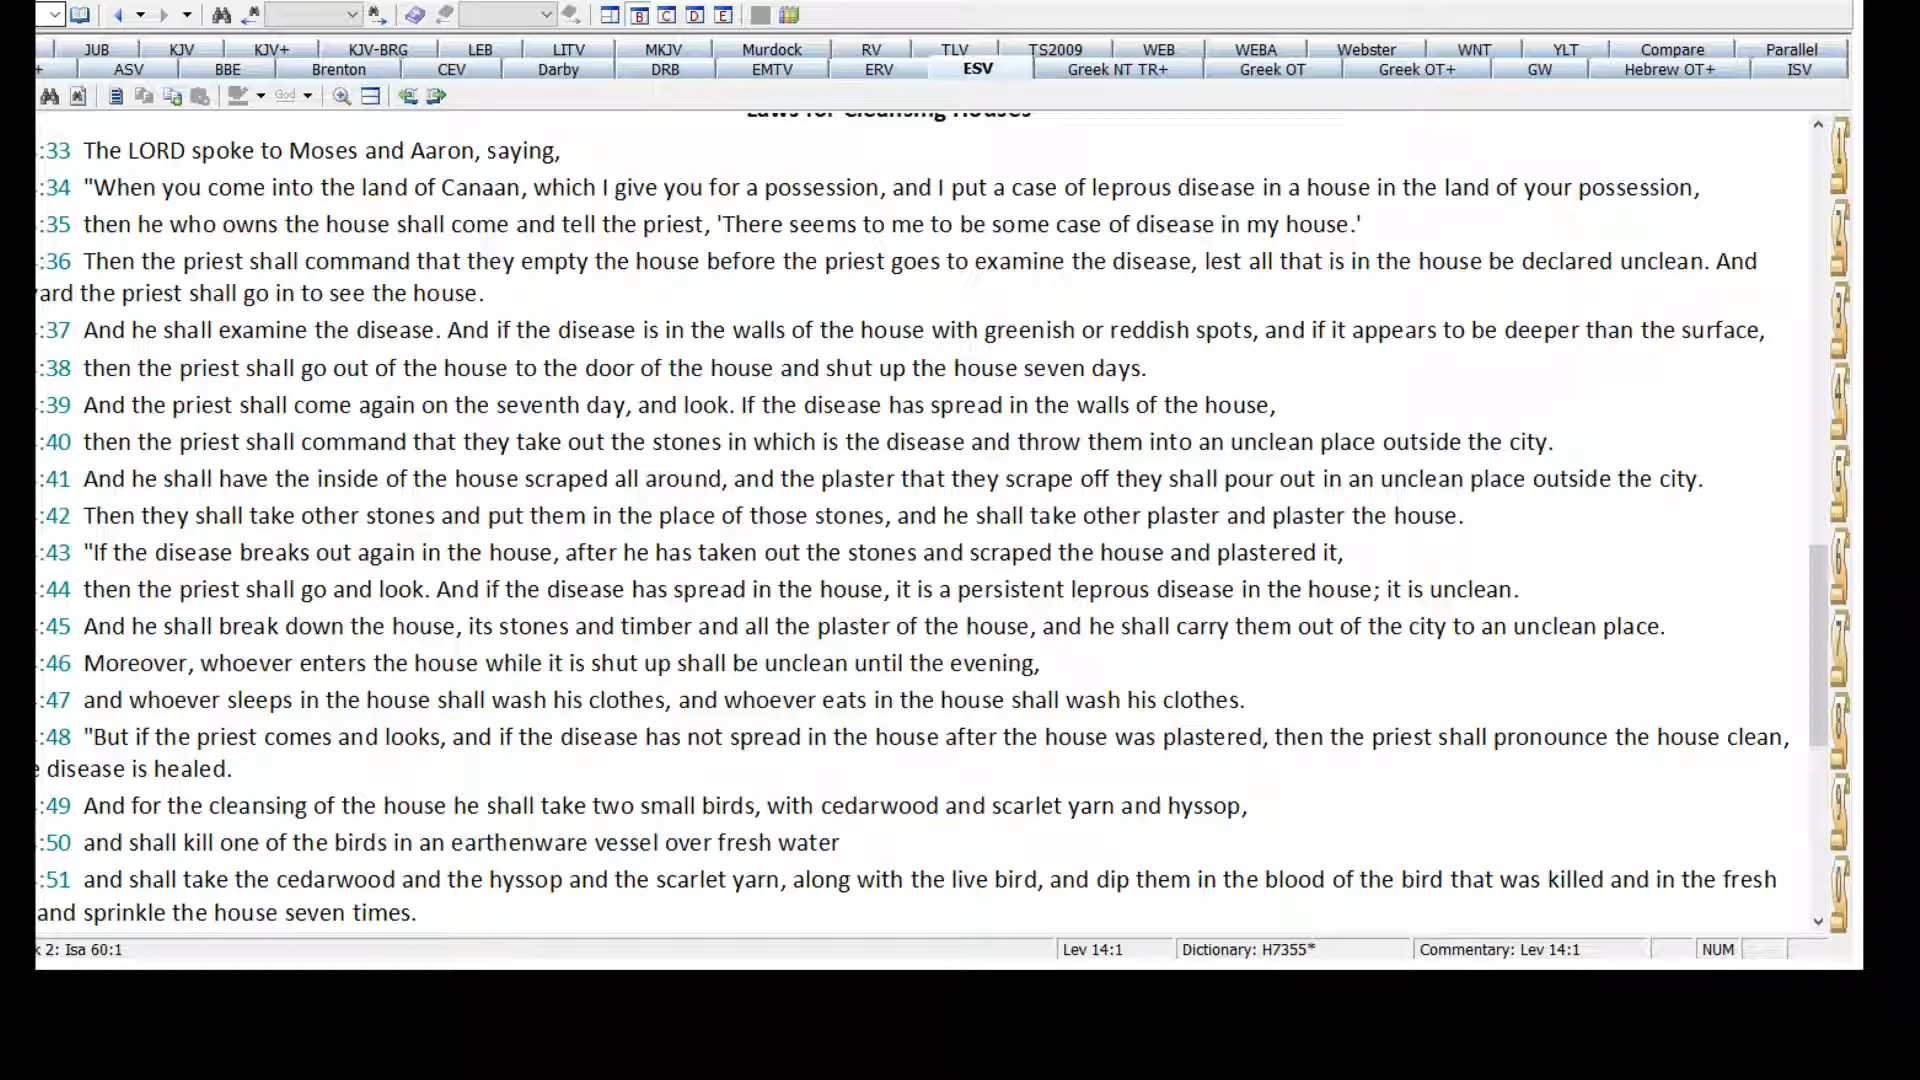 B C D E
JUB KJV KJV+ KJV-BRG LEB LITV MKJV Murdock RV TLV TS2009 WEB WEBA Webster WNT YLT Compare Parallel
+ ASV BBE Brenton CEV Darby DRB EMTV ERV ESV Greek NT TR+ Greek OT Greek OT+ GW Hebrew OT+ ISV
God
Laws for Cleansing Houses
:33 The LORD spoke to Moses and Aaron, saying,
:34 "When you come into the land of Canaan, which I give you for a possession, and I put a case of leprous disease in a house in the land of your possession,
:35 then he who owns the house shall come and tell the priest, 'There seems to me to be some case of disease in my house.'
:36 Then the priest shall command that they empty the house before the priest goes to examine the disease, lest all that is in the house be declared unclean. And
ard the priest shall go in to see the house.
:37 And he shall examine the disease. And if the disease is in the walls of the house with greenish or reddish spots, and if it appears to be deeper than the surface,
:38 then the priest shall go out of the house to the door of the house and shut up the house seven days.
:39 And the priest shall come again on the seventh day, and look. If the disease has spread in the walls of the house,
:40 then the priest shall command that they take out the stones in which is the disease and throw them into an unclean place outside the city.
:41 And he shall have the inside of the house scraped all around, and the plaster that they scrape off they shall pour out in an unclean place outside the city.
:42 Then they shall take other stones and put them in the place of those stones, and he shall take other plaster and plaster the house.
:43 "If the disease breaks out again in the house, after he has taken out the stones and scraped the house and plastered it,
:44 then the priest shall go and look. And if the disease has spread in the house, it is a persistent leprous disease in the house; it is unclean.
:45 And he shall break down the house, its stones and timber and all the plaster of the house, and he shall carry them out of the city to an unclean place.
:46 Moreover, whoever enters the house while it is shut up shall be unclean until the evening,
:47 and whoever sleeps in the house shall wash his clothes, and whoever eats in the house shall wash his clothes.
:48 "But if the priest comes and looks, and if the disease has not spread in the house after the house was plastered, then the priest shall pronounce the house clean,
e disease is healed.
:49 And for the cleansing of the house he shall take two small birds, with cedarwood and scarlet yarn and hyssop,
:50 and shall kill one of the birds in an earthenware vessel over fresh water
:51 and shall take the cedarwood and the hyssop and the scarlet yarn, along with the live bird, and dip them in the blood of the bird that was killed and in the fresh
and sprinkle the house seven times.
k 2: Isa 60:1 Lev 14:1 Dictionary: H7355* Commentary: Lev 14:1 NUM
1
2
3
4
5
6
7
8
9
0